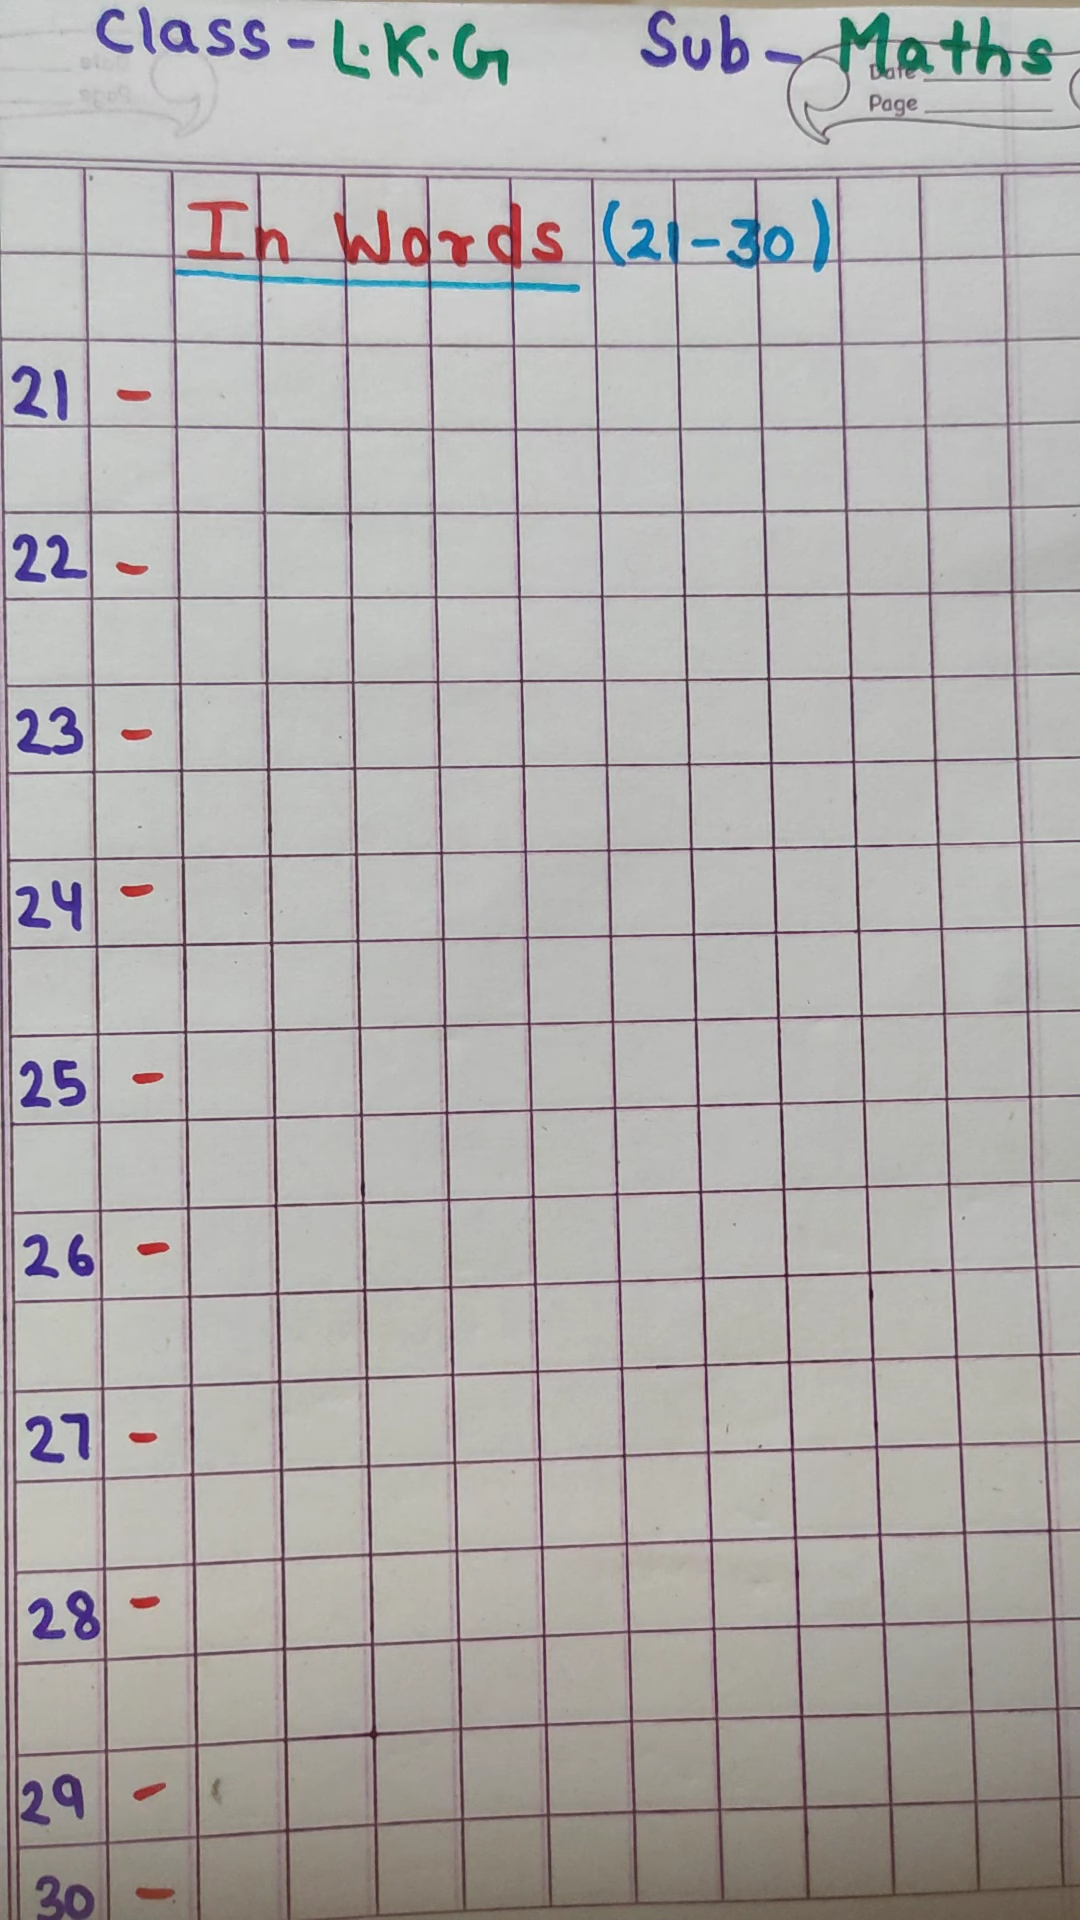 Class - L.K.G Sub - Maths
Date
Page
In Words (21-30)
21 -
22 -
23 -
24 -
25 -
26 -
27 -
28 -
29 -
30 -